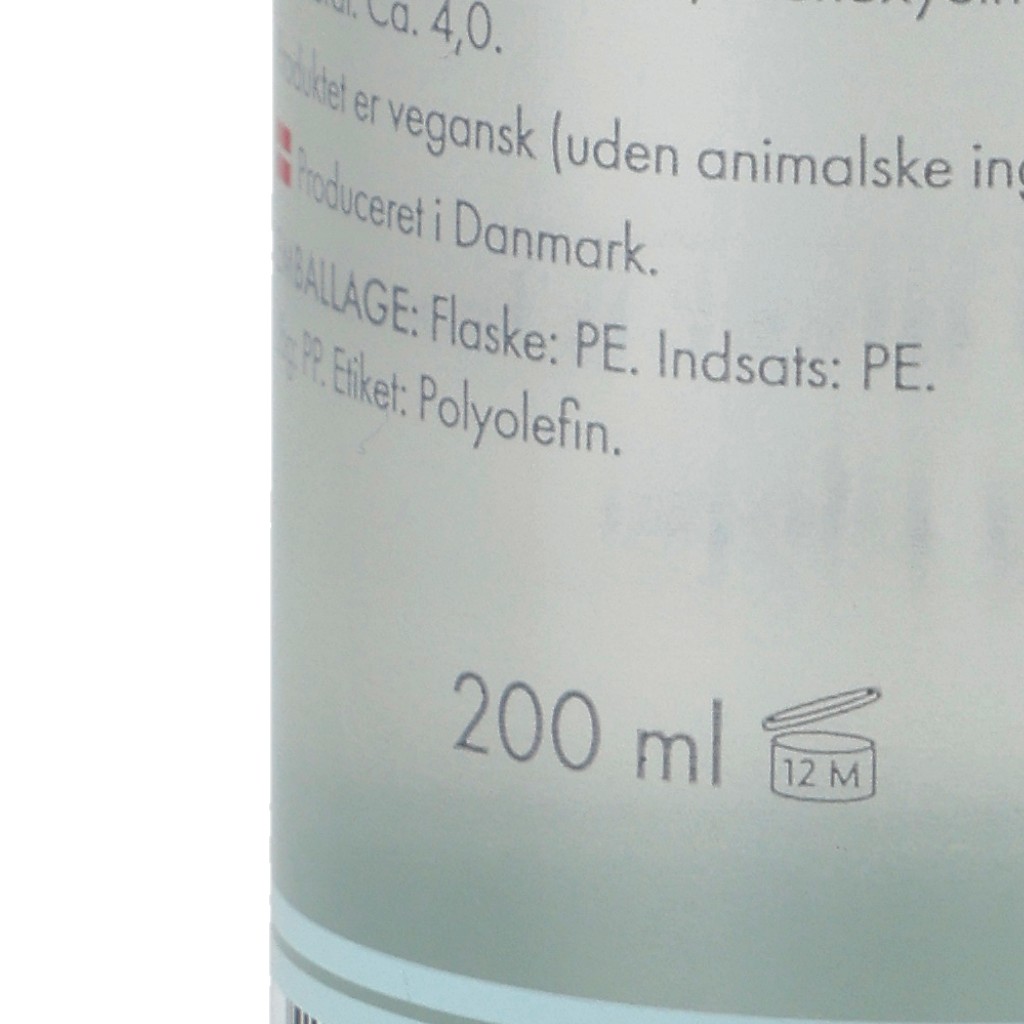 Ca. 4,0.
er vegansk (uden animalske
Produceret i Danmark.
EMBALLAGE: Flaske: PE. Indsats: PE.
PP. Etiket: Polyolefin.
200 ml 12 M